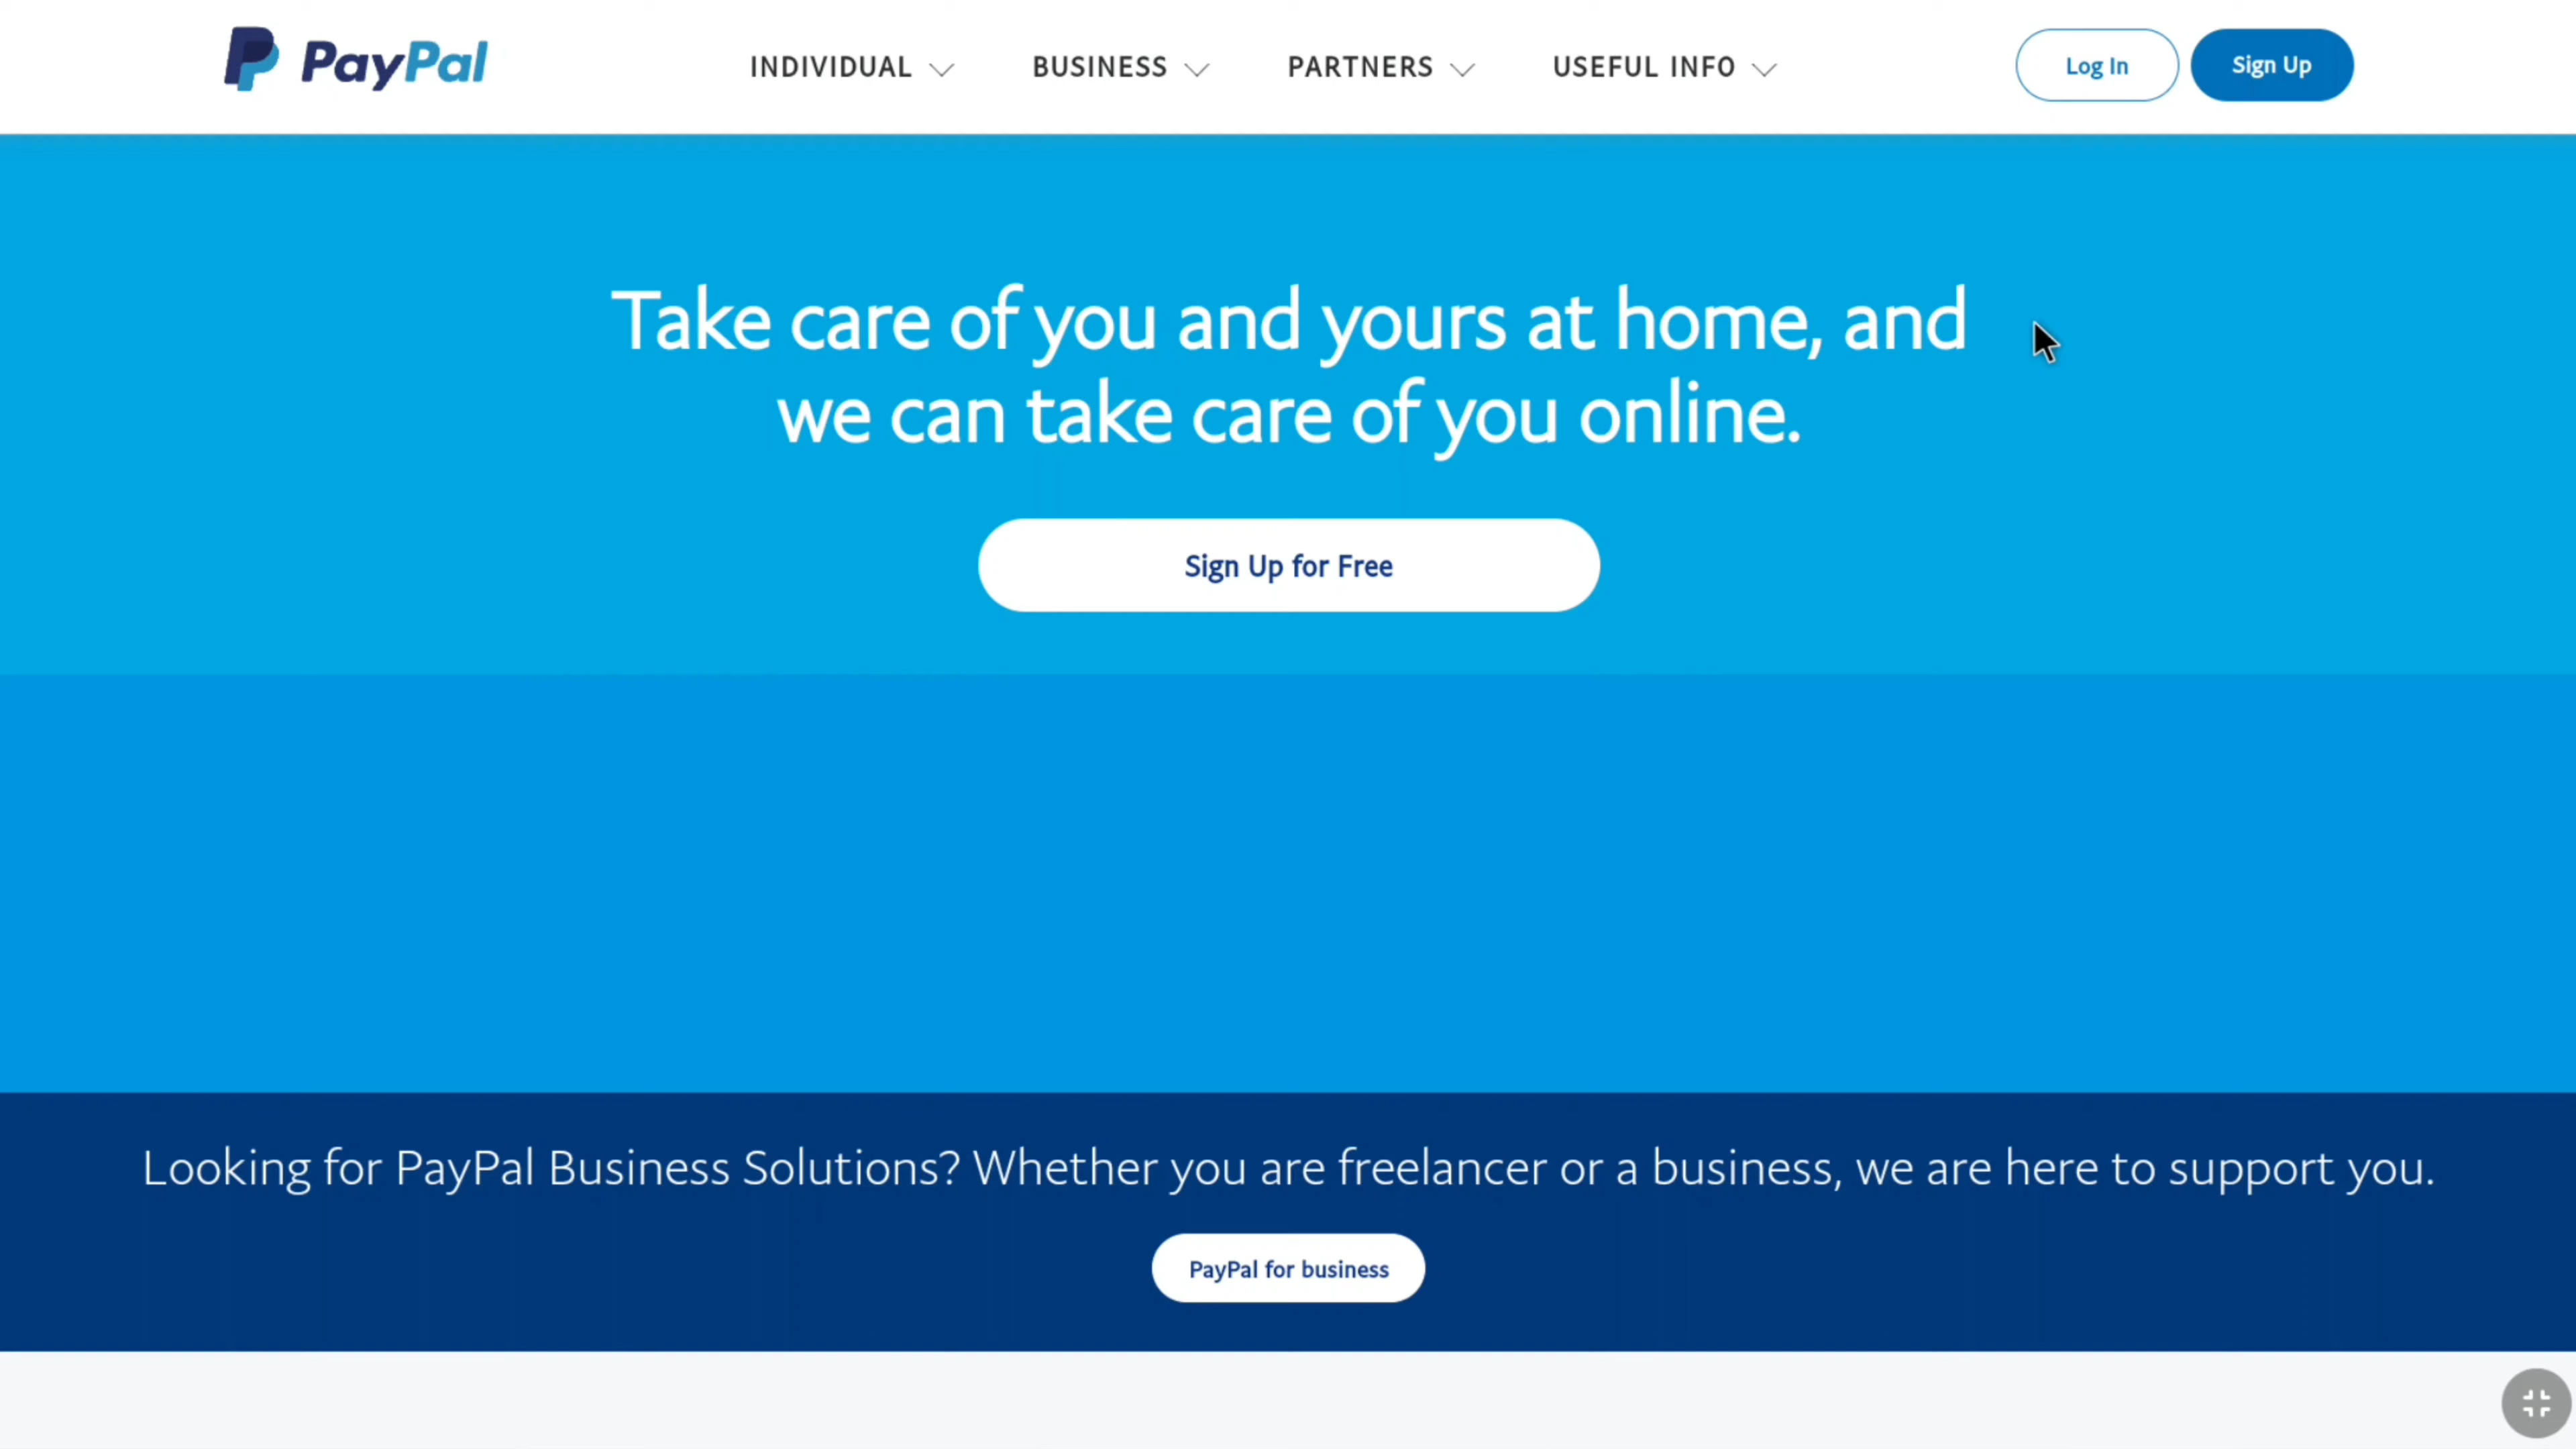 PayPal
INDIVIDUAL
BUSINESS
PARTNERS
USEFUL INFO
Log In
Sign Up
Take care of you and yours at home, and
we can take care of you online.
Sign Up for Free
Looking for PayPal Business Solutions? Whether you are freelancer or a business, we are here to support you.
PayPal for business